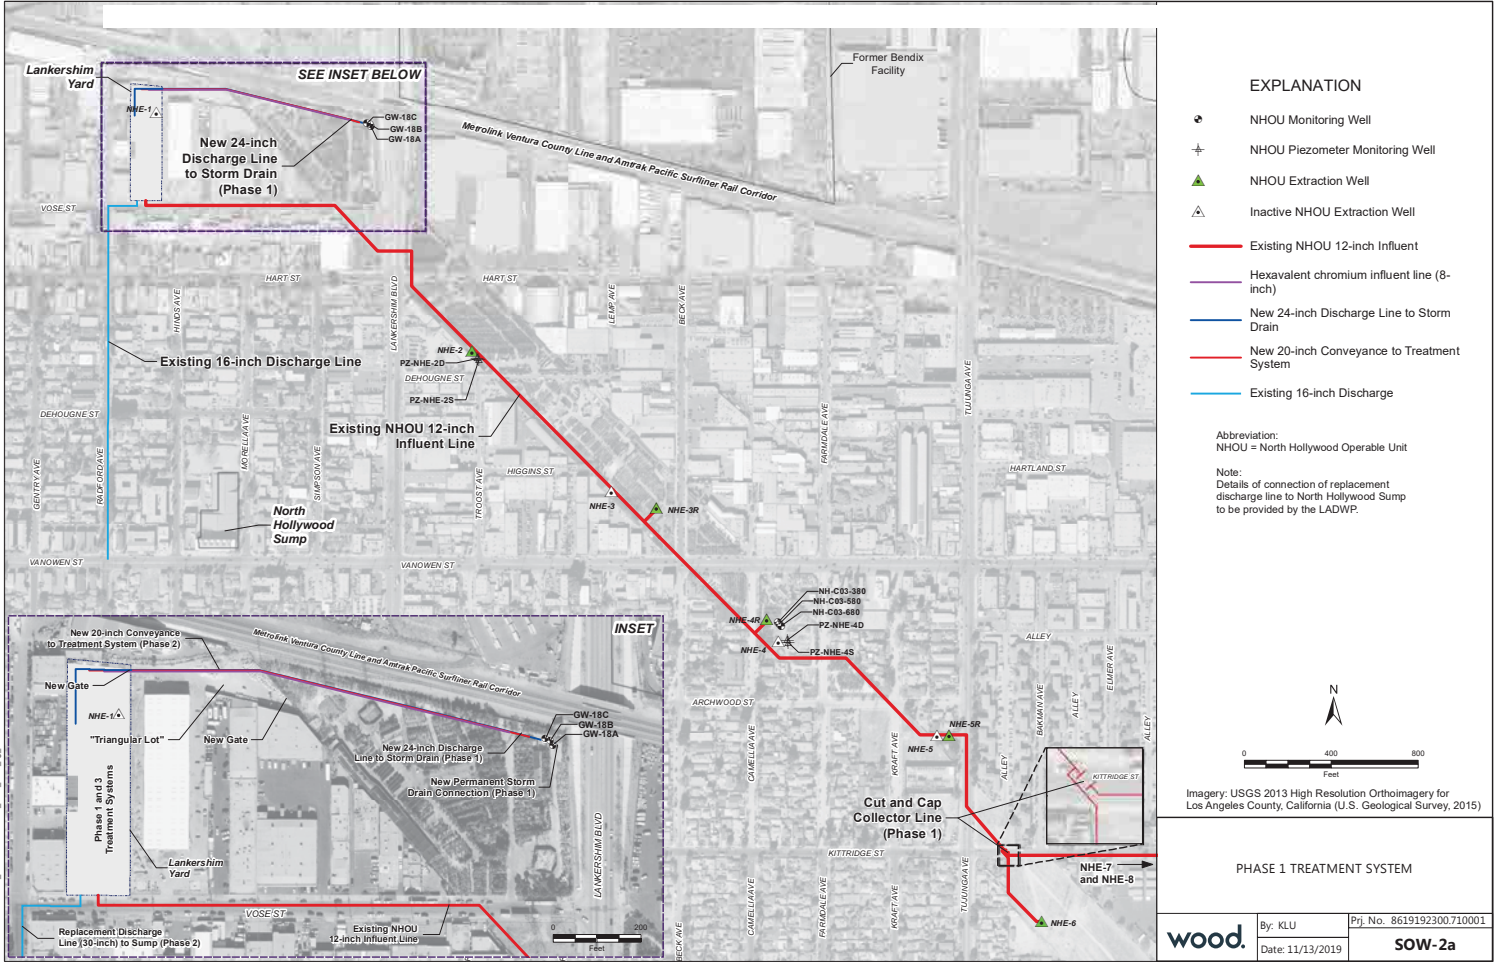 Lankershim
Yard
SEE INSET BELOW
NHE-1
GW-18C
GW-18B
GW-18A
New 24-inch
Discharge Line
to Storm Drain
(Phase 1)
Former Bendix
Facility
Metrolink Ventura County Line and Amtrak Pacific Surfliner Rail Corridor
VOSE ST
HART ST
HART ST
HINDS AVE
LANKERSHIM BLVD
LEMP AVE
BECK AVE
NHE-2
PZ-NHE-2D
DEHOUGNE ST
PZ-NHE-2S
Existing 16-inch Discharge Line
TUJUNGA AVE
DEHOUGNE ST
Existing NHOU 12-inch
Influent Line
FARMDALE AVE
GENTRY AVE
RADFORD AVE
MORELLA AVE
SIMPSON AVE
TROOST AVE
HIGGINS ST
HARTLAND ST
North
Hollywood
Sump
NHE-3
NHE-3R
VANOWEN ST
VANOWEN ST
NH-C03-380
NH-C03-580
NH-C03-680
NHE-4R
PZ-NHE-4D
NHE-4
PZ-NHE-4S
ALLEY
ELMER AVE
ARCHWOOD ST
BAKMAN AVE
ALLEY
ALLEY
NHE-5R
NHE-5
CAMELLIA AVE
KRAFT AVE
ALLEY
KITTRIDGE ST
Cut and Cap
Collector Line
(Phase 1)
KITTRIDGE ST
NHE-7
and NHE-8
TUJUNGA AVE
CAMELLIA AVE
FARMDALE AVE
KRAFT AVE
BECK AVE
NHE-6
INSET
New 20-inch Conveyance
to Treatment System (Phase 2)
Metrolink Ventura County Line and Amtrak Pacific Surfliner Rail Corridor
New Gate
NHE-1
"Triangular Lot"
New Gate
GW-18C
GW-18B
GW-18A
New 24-inch Discharge
Line to Storm Drain (Phase 1)
New Permanent Storm
Drain Connection (Phase 1)
Phase 1 and 3
Treatment Systems
Lankershim
Yard
LANKERSHIM BLVD
VOSE ST
Replacement Discharge
Line (30-inch) to Sump (Phase 2)
Existing NHOU
12-inch Influent Line
0 200
Feet
EXPLANATION
NHOU Monitoring Well
NHOU Piezometer Monitoring Well
NHOU Extraction Well
Inactive NHOU Extraction Well
Existing NHOU 12-inch Influent
Hexavalent chromium influent line (8-
inch)
New 24-inch Discharge Line to Storm
Drain
New 20-inch Conveyance to Treatment
System
Existing 16-inch Discharge
Abbreviation:
NHOU = North Hollywood Operable Unit
Note:
Details of connection of replacement
discharge line to North Hollywood Sump
to be provided by the LADWP.
N
0 400 800
Feet
Imagery: USGS 2013 High Resolution Orthoimagery for
Los Angeles County, California (U.S. Geological Survey, 2015)
PHASE 1 TREATMENT SYSTEM
wood.
By: KLU
Prj. No. 8619192300.710001
Date: 11/13/2019
SOW-2a